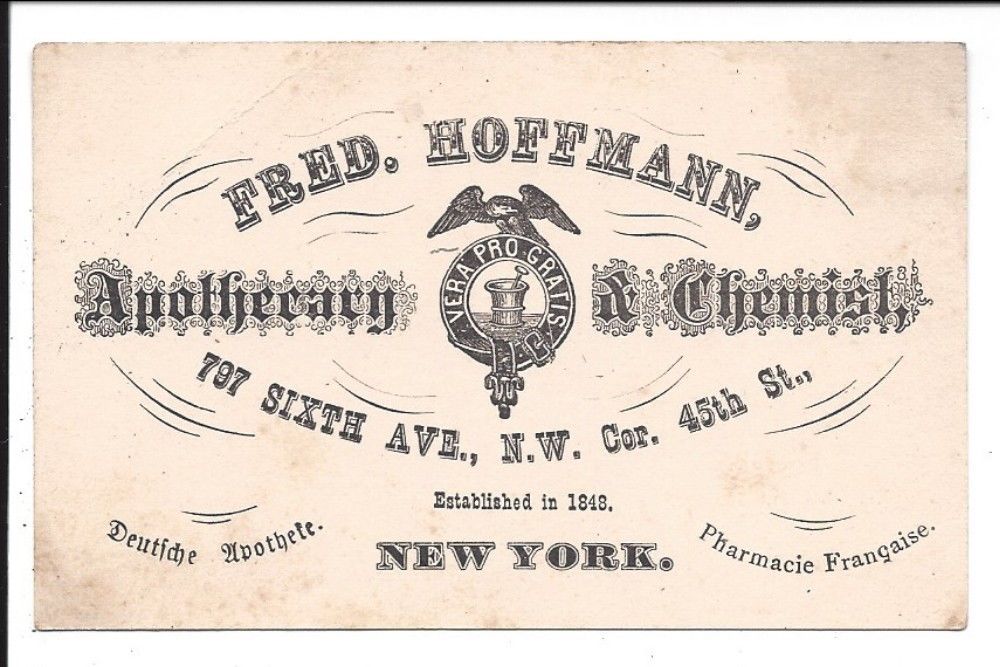 FRED. HOFFMANN,
VERA PRO GRATIS
Apothecary & Chemist,
797 SIXTH AVE., N.W. Cor. 45th St.,
Established in 1848.
Deutsche Apotheke.
NEW YORK.
Pharmacie Française.